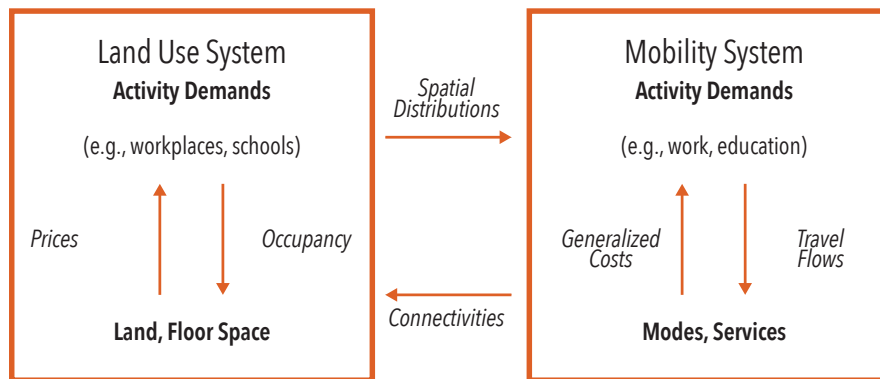 Land Use System
Activity Demands
(e.g., workplaces, schools)
Prices
Occupancy
Land, Floor Space
Spatial
Distributions
Connectivities
Mobility System
Activity Demands
(e.g., work, education)
Generalized
Costs
Travel
Flows
Modes, Services